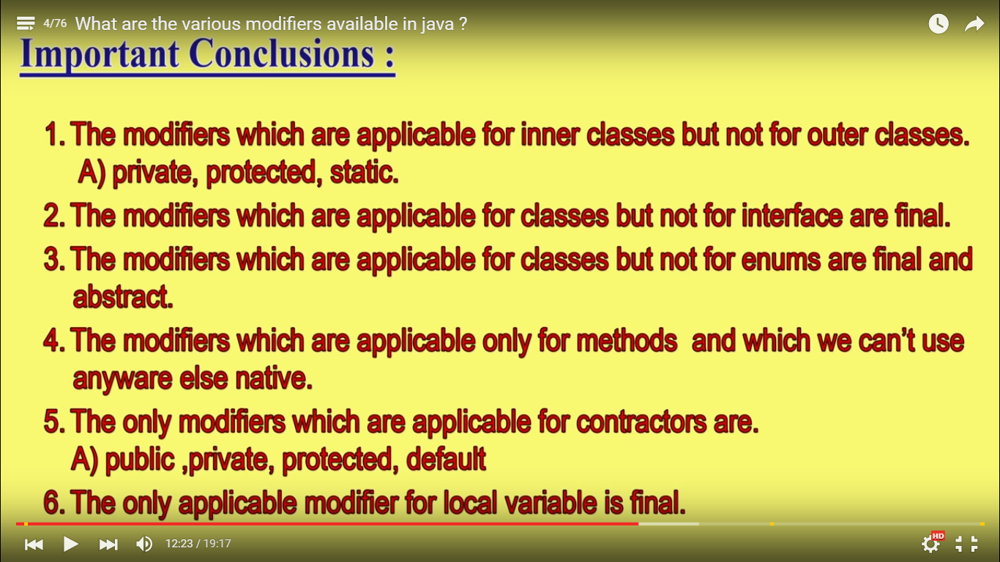 4/76 What are the various modifiers available in java ?
Important Conclusions :
1. The modifiers which are applicable for inner classes but not for outer classes.
A) private, protected, static.
2. The modifiers which are applicable for classes but not for interface are final.
3. The modifiers which are applicable for classes but not for enums are final and
abstract.
4. The modifiers which are applicable only for methods and which we can't use
anyware else native.
5. The only modifiers which are applicable for contractors are.
A) public ,private, protected, default
6. The only applicable modifier for local variable is final.
12:23 / 19:17
HD